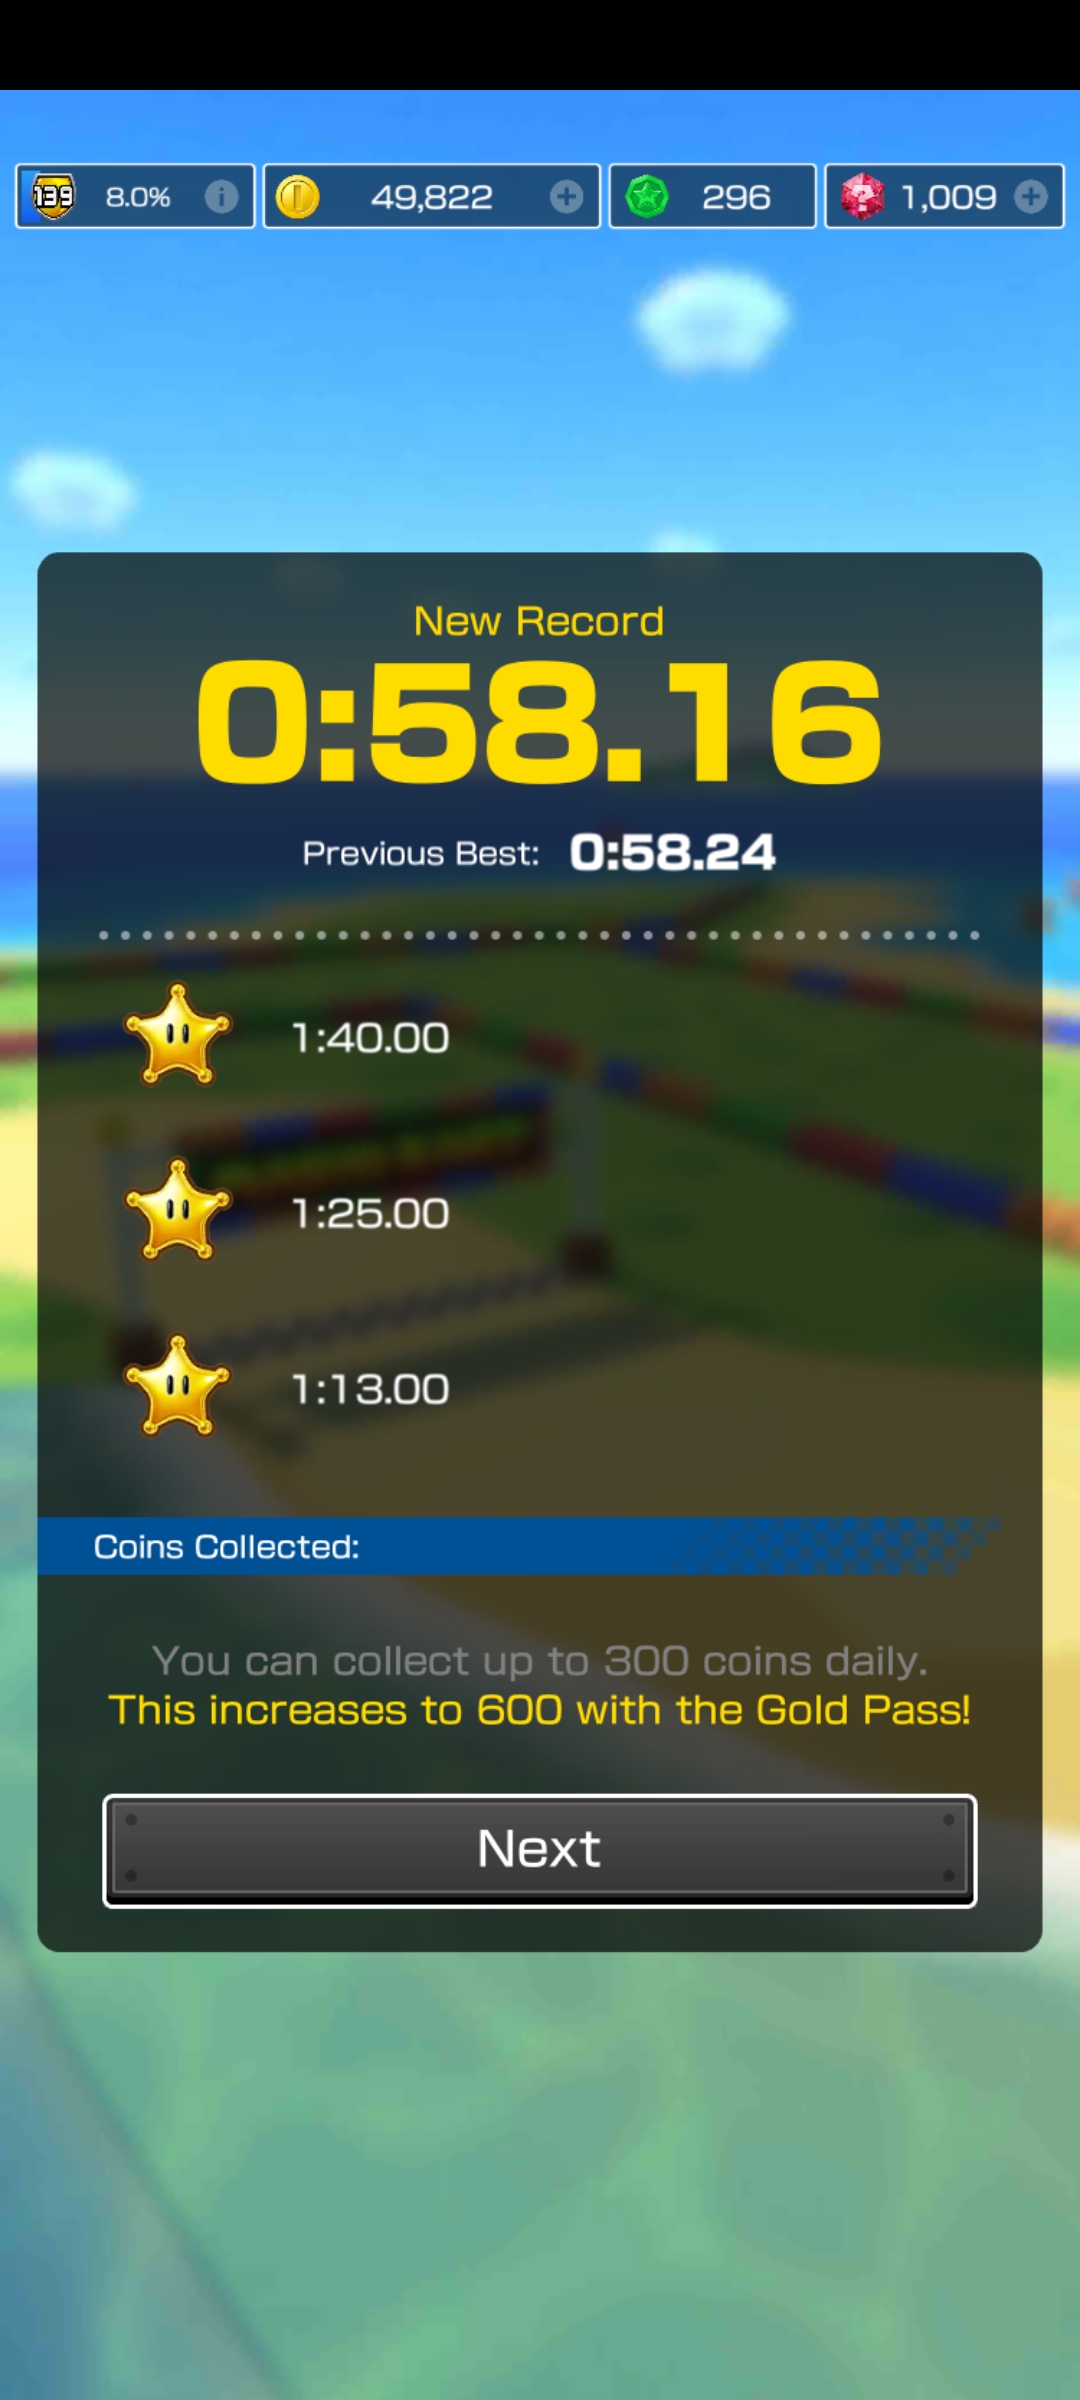 139 8.0% i 49,822 + 296 ? 1,009 +
New Record
0:58.16
Previous Best: 0:58.24
1:40.00
1:25.00
1:13.00
Coins Collected:
You can collect up to 300 coins daily.
This increases to 600 with the Gold Pass!
Next